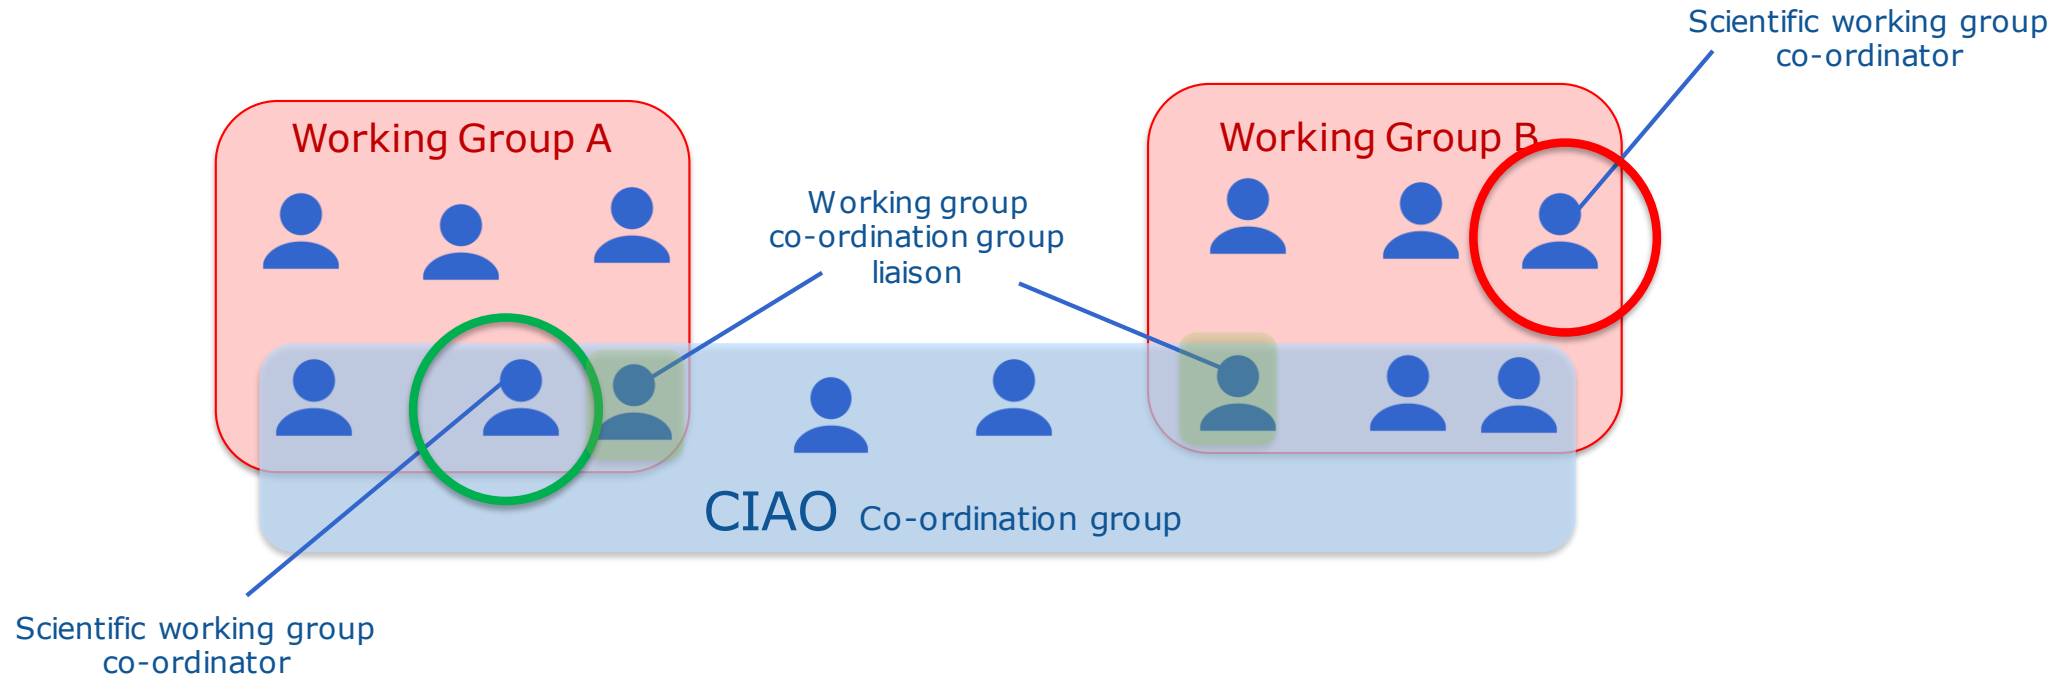 Scientific working group
co-ordinator
Working Group A
Working Group B
Working group
co-ordination group
liaison
CIAO Co-ordination group
Scientific working group
co-ordinator